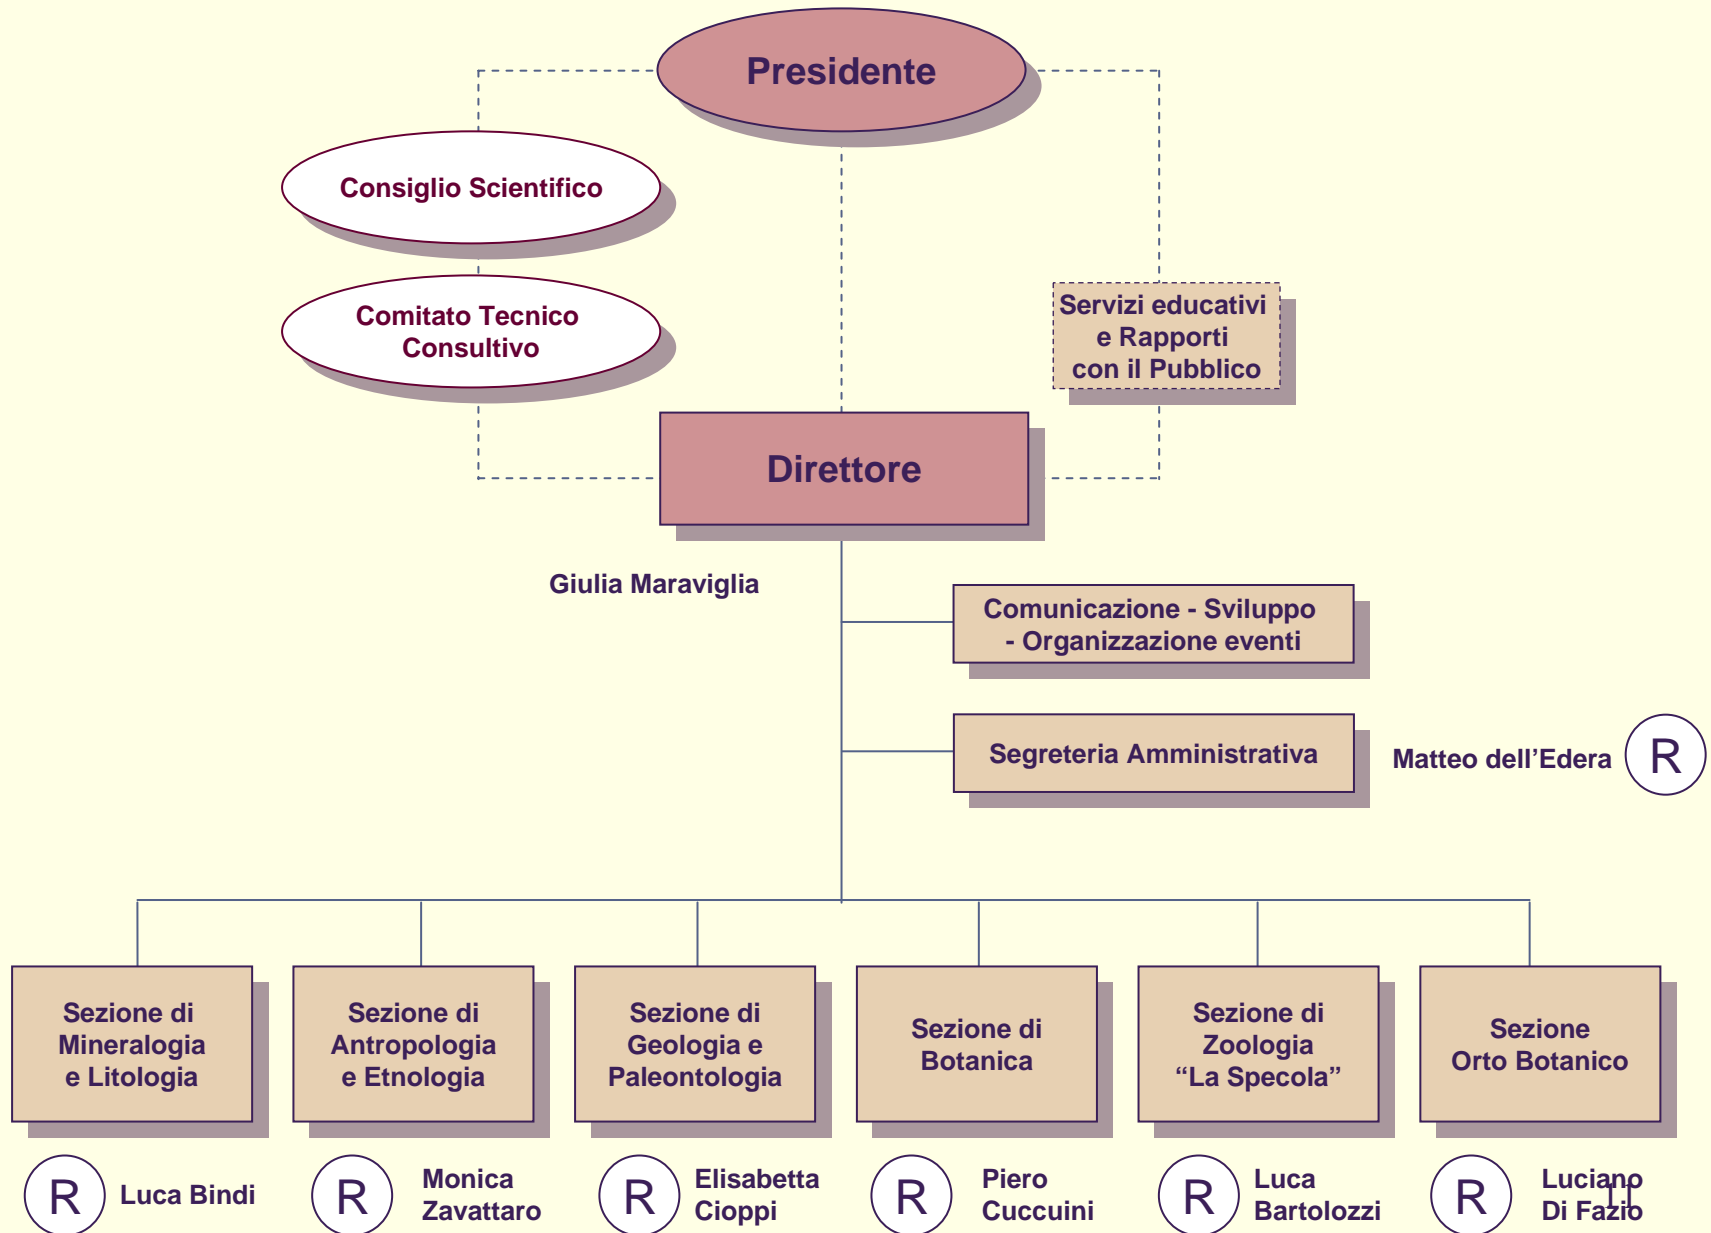 Presidente
Consiglio Scientifico
Comitato Tecnico
Consultivo
Servizi educativi
e Rapporti
con il Pubblico
Direttore
Giulia Maraviglia
Comunicazione - Sviluppo
- Organizzazione eventi
Segreteria Amministrativa
Matteo dell’Edera
R
Sezione di
Mineralogia
e Litologia
Sezione di
Antropologia
e Etnologia
Sezione di
Geologia e
Paleontologia
Sezione di
Botanica
Sezione di
Zoologia
“La Specola”
Sezione
Orto Botanico
R
Luca Bindi
R
Monica
Zavattaro
R
Elisabetta
Cioppi
R
Piero
Cuccuini
R
Luca
Bartolozzi
R
Luciano
Di Fazio
11